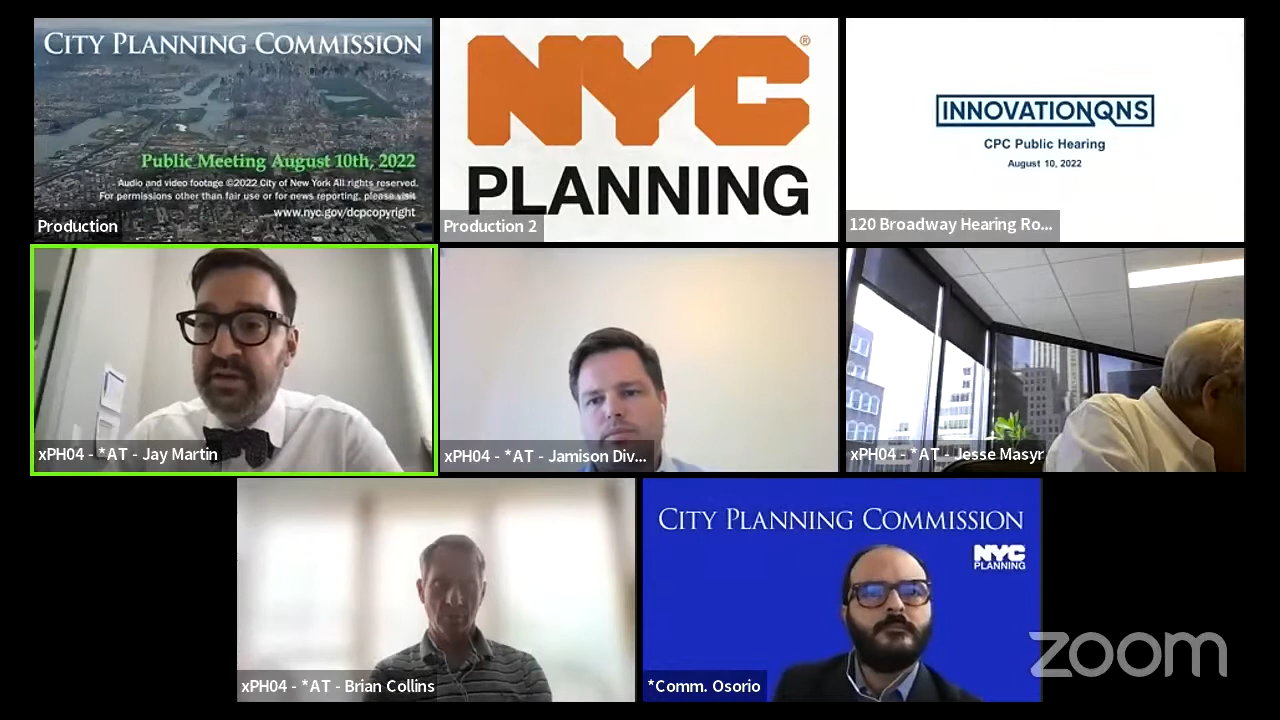 CITY PLANNING COMMISSION
Public Meeting August 10th, 2022
Audio and video footage ©2022 City of New York All rights reserved.
For permissions other than fair use or for news reporting, please visit
www.nyc.gov/dcpcopyright
Production
NYC®
PLANNING
Production 2
INNOVATIONQNS
CPC Public Hearing
August 10, 2022
120 Broadway Hearing Ro...
xPH04 - *AT - Jay Martin
xPH04 - *AT - Jamison Div...
xPH04 - *AT - Jesse Masyr
xPH04 - *AT - Brian Collins
CITY PLANNING COMMISSION
NYC
PLANNING
*Comm. Osorio
zoom